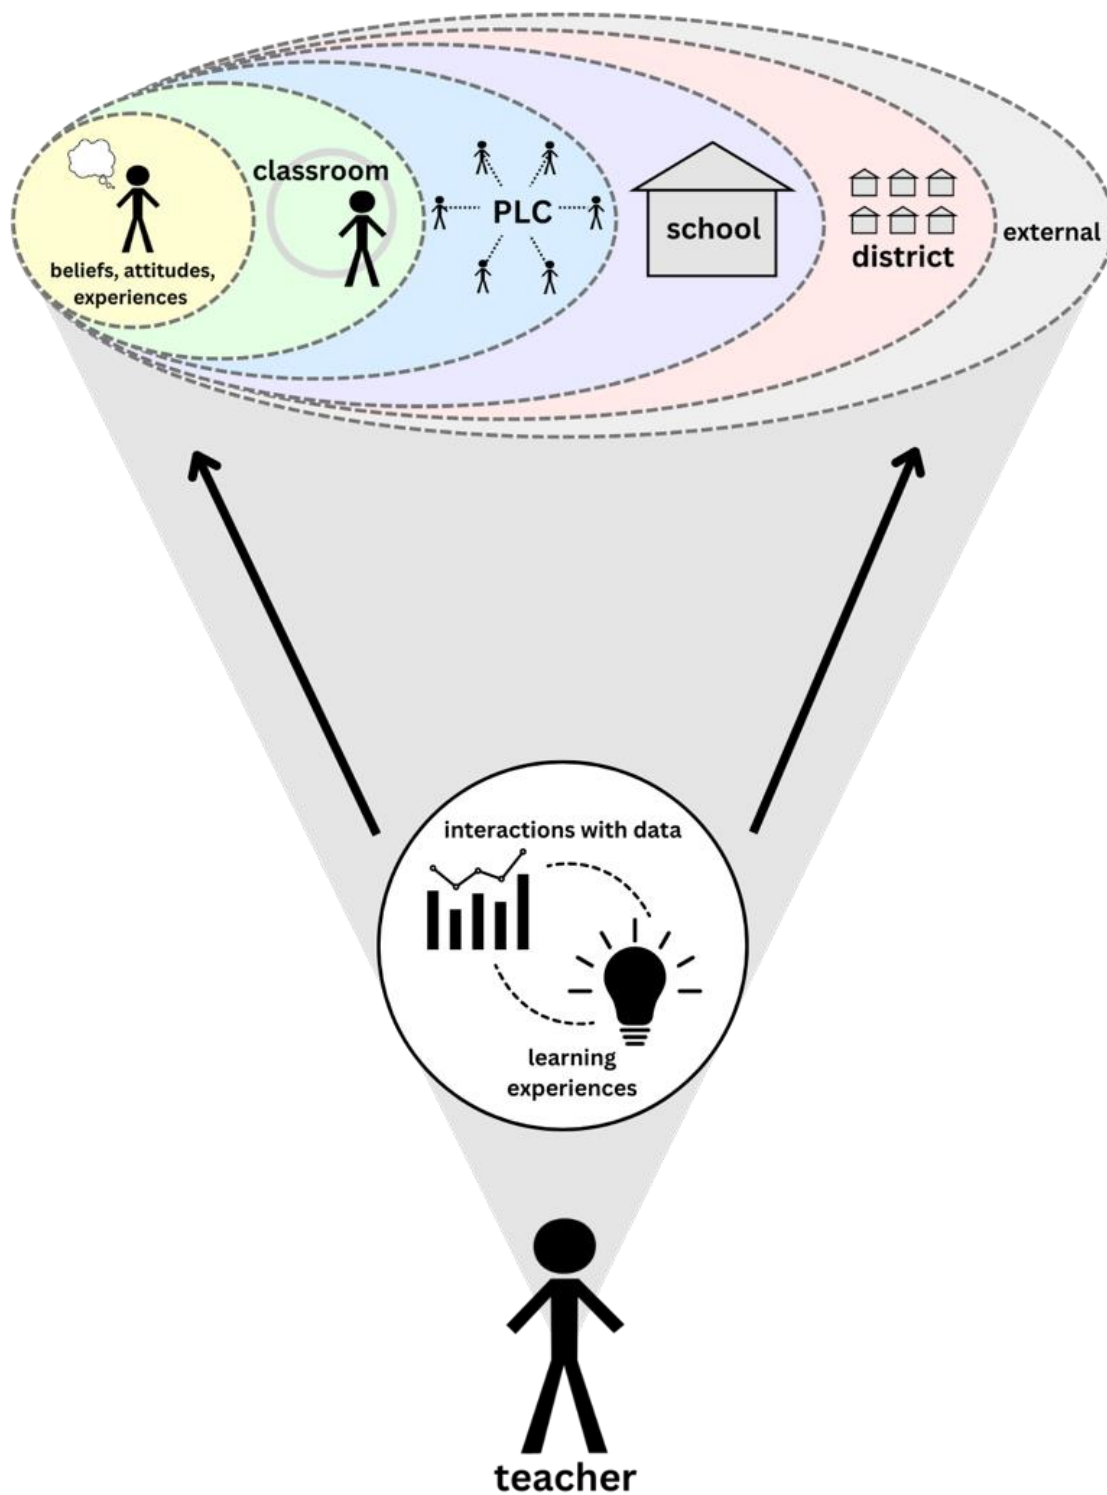 beliefs, attitudes,
experiences
classroom
PLC
school
district
external
interactions with data
learning
experiences
teacher